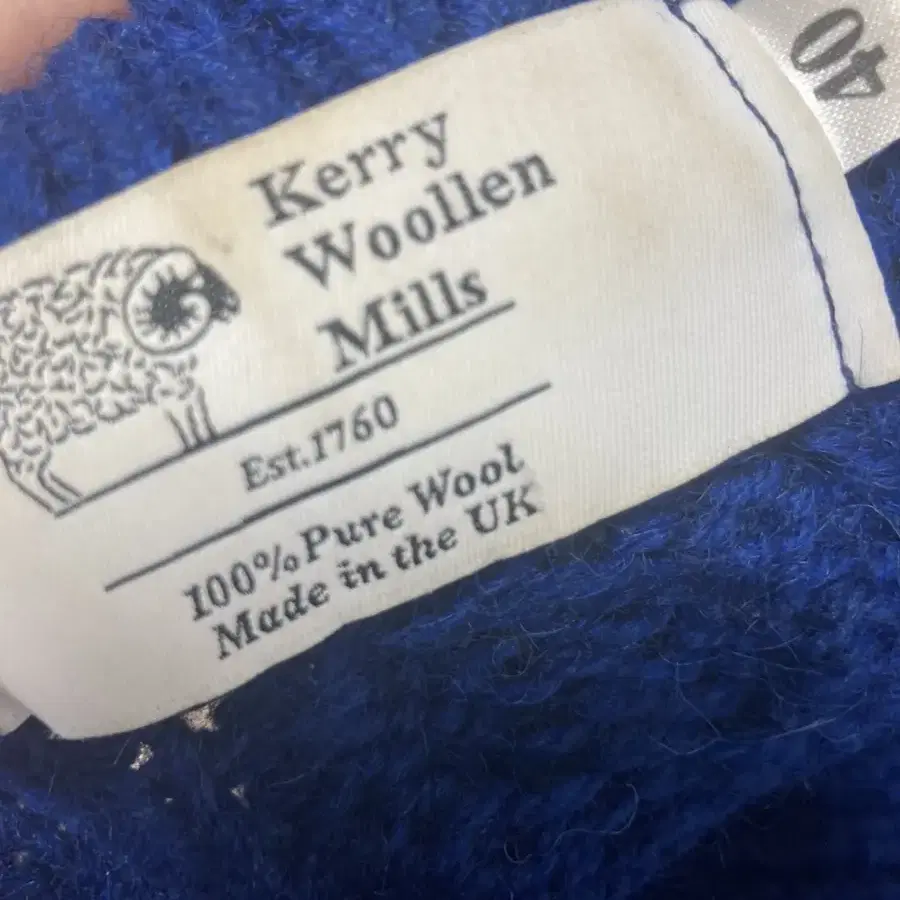 Kerry
Woollen
Mills
Est.1760
100%Pure Wool
Made in the UK
40